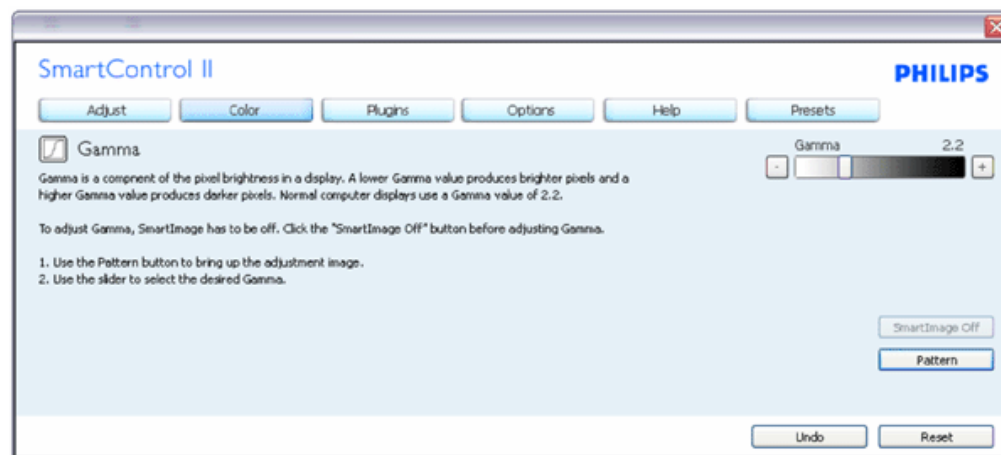 SmartControl II
PHILIPS
Adjust Color Plugins Options Help Presets
Gamma
Gamma 2.2
- +
Gamma is a compnent of the pixel brightness in a display. A lower Gamma value produces brighter pixels and a
higher Gamma value produces darker pixels. Normal computer displays use a Gamma value of 2.2.
To adjust Gamma, SmartImage has to be off. Click the "SmartImage Off" button before adjusting Gamma.
1. Use the Pattern button to bring up the adjustment image.
2. Use the slider to select the desired Gamma.
SmartImage Off
Pattern
Undo Reset